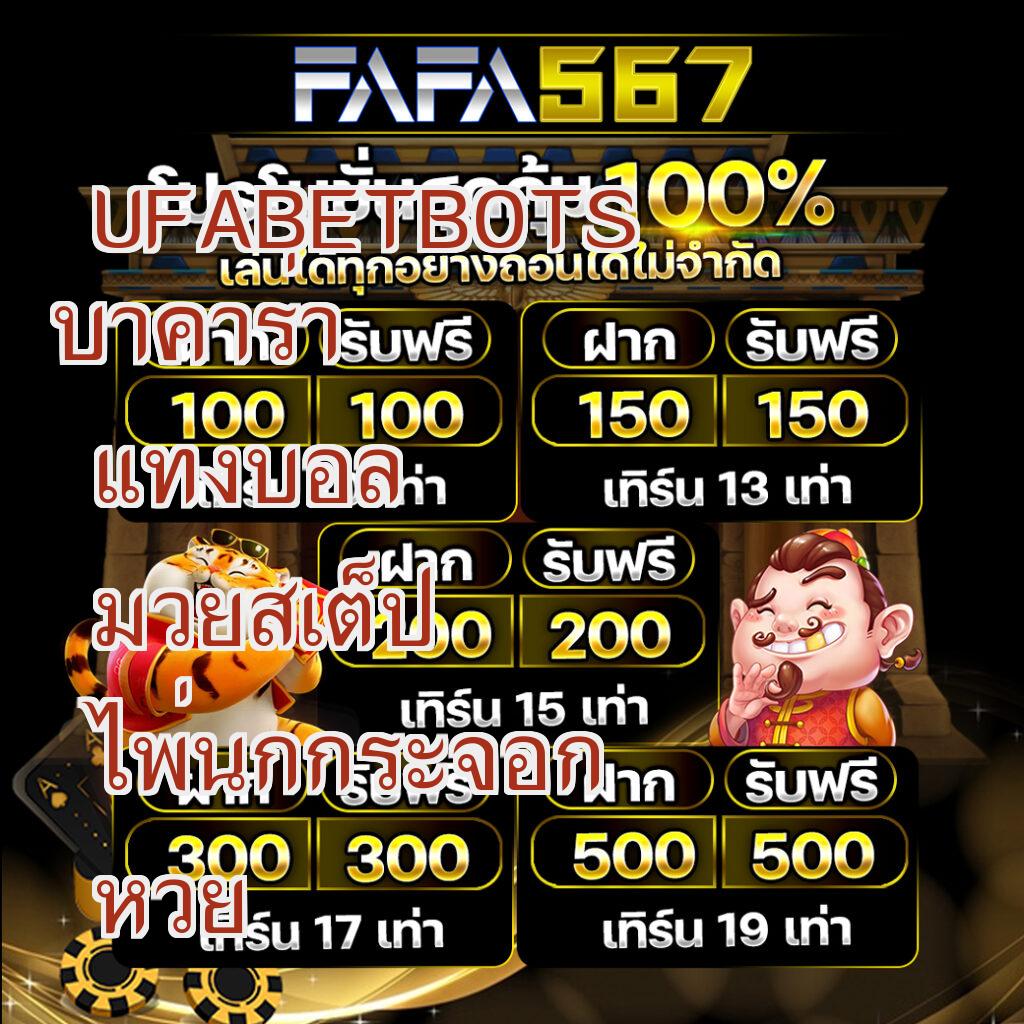 FAFA567
100%
UFABETBOTS
เล่นได้ทุกอย่างถอนได้ไม่จำกัด
บาคารา
รับฟรี
ฝาก
รับฟรี
100
100
150
150
แทงบอล
เท่า
เทิร์น 13 เท่า
ฝาก
รับฟรี
มวยสเต็ป
200
200
เทิร์น 15 เท่า
ไพ่นกกระจอก
ฝาก
รับฟรี
300
300
500
500
หวย
17 เท่า
เทิร์น 19 เท่า